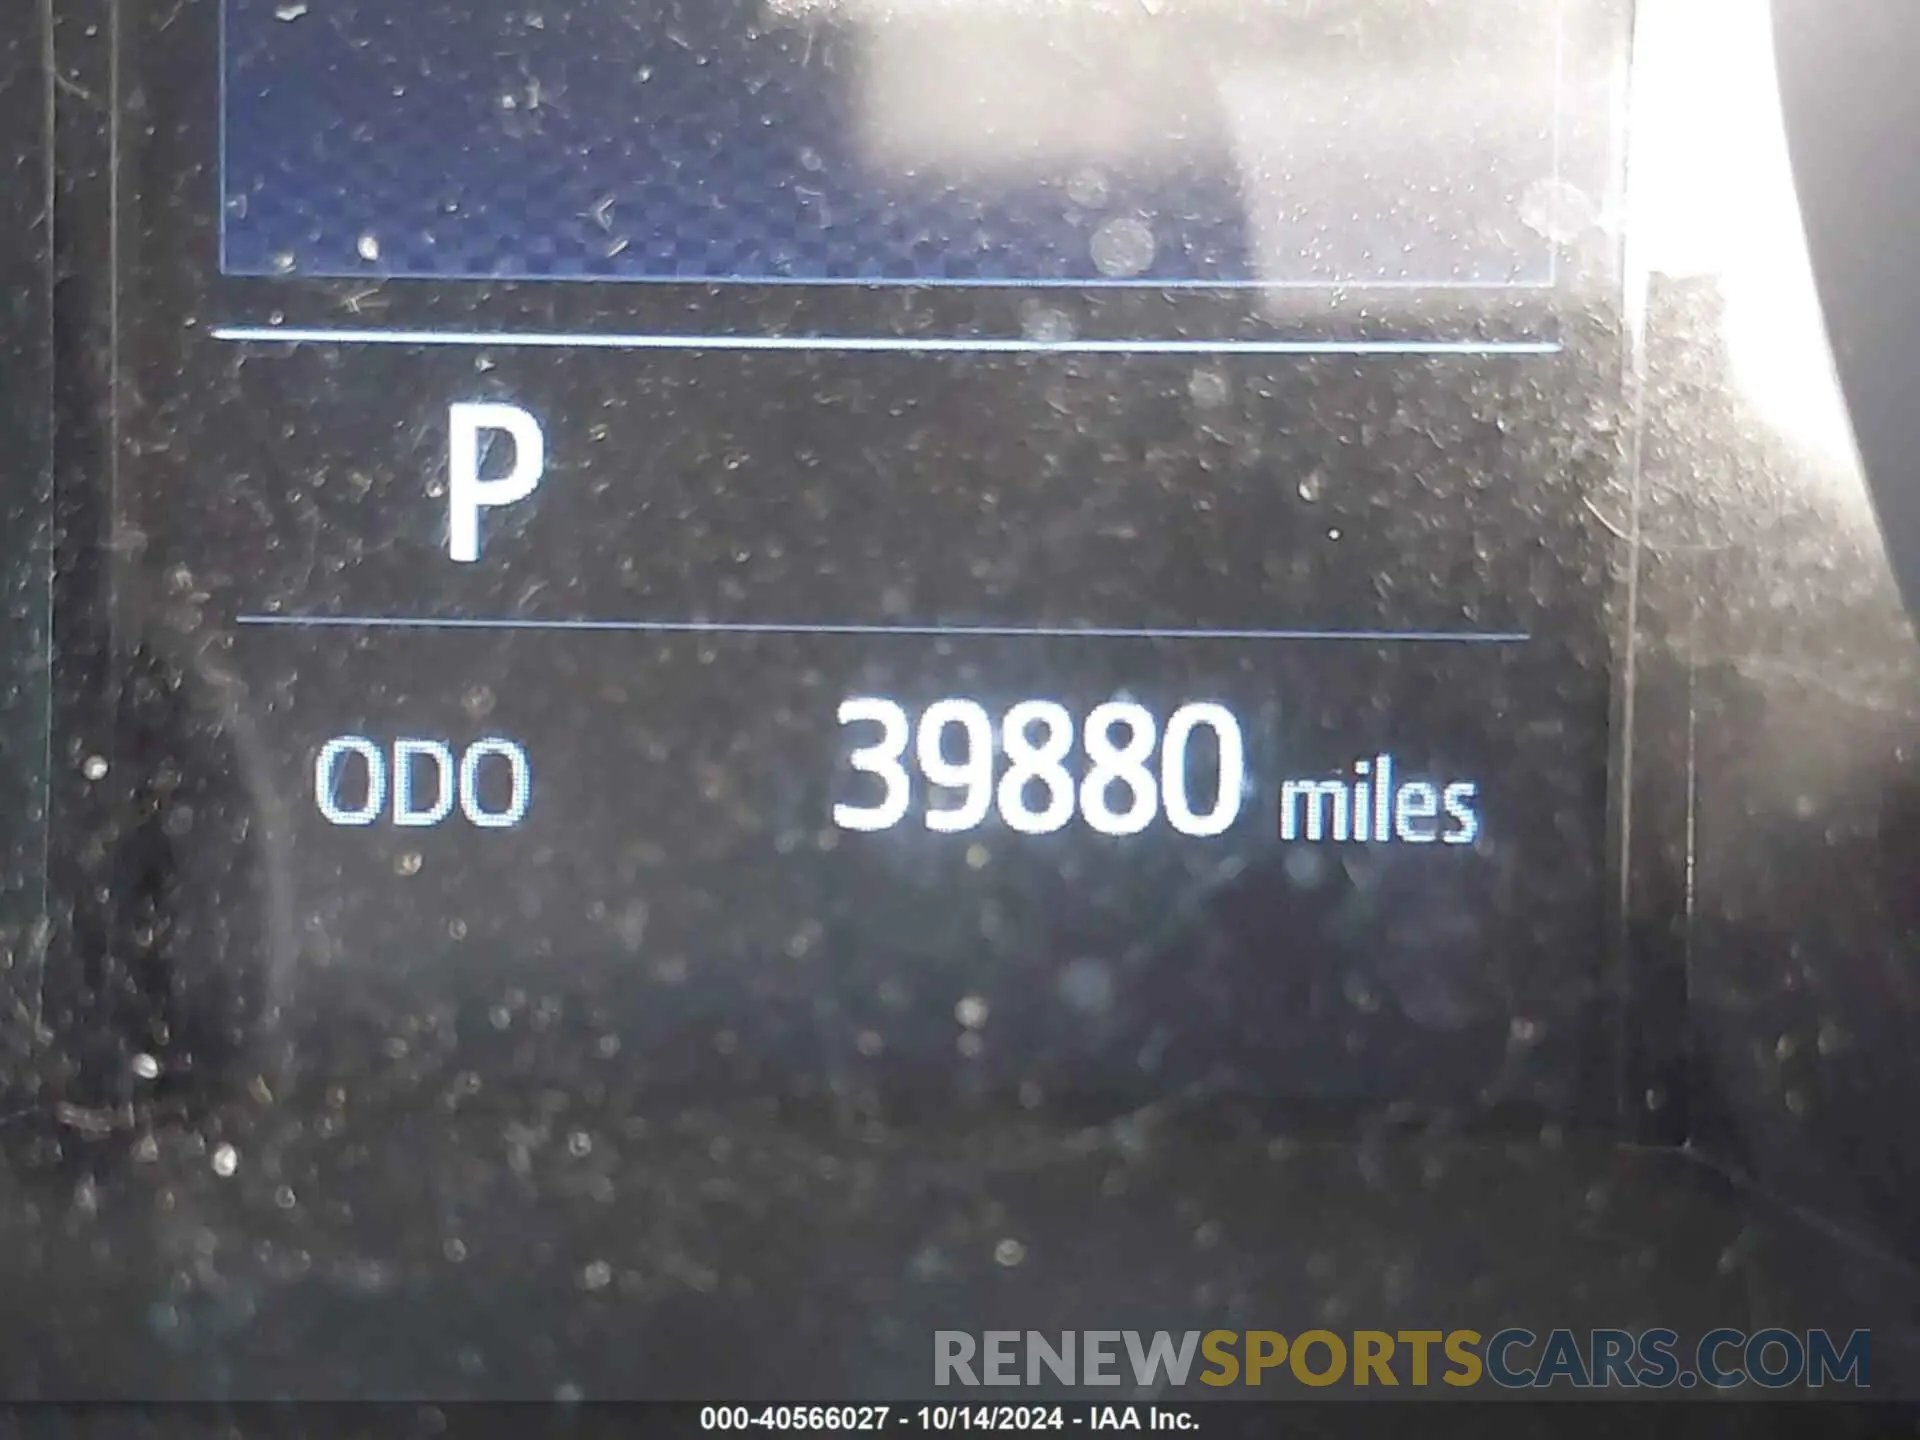 P
ODO 39880 miles
RENEWSPORTSCARS.COM
000-40566027 - 10/14/2024 - IAA Inc.